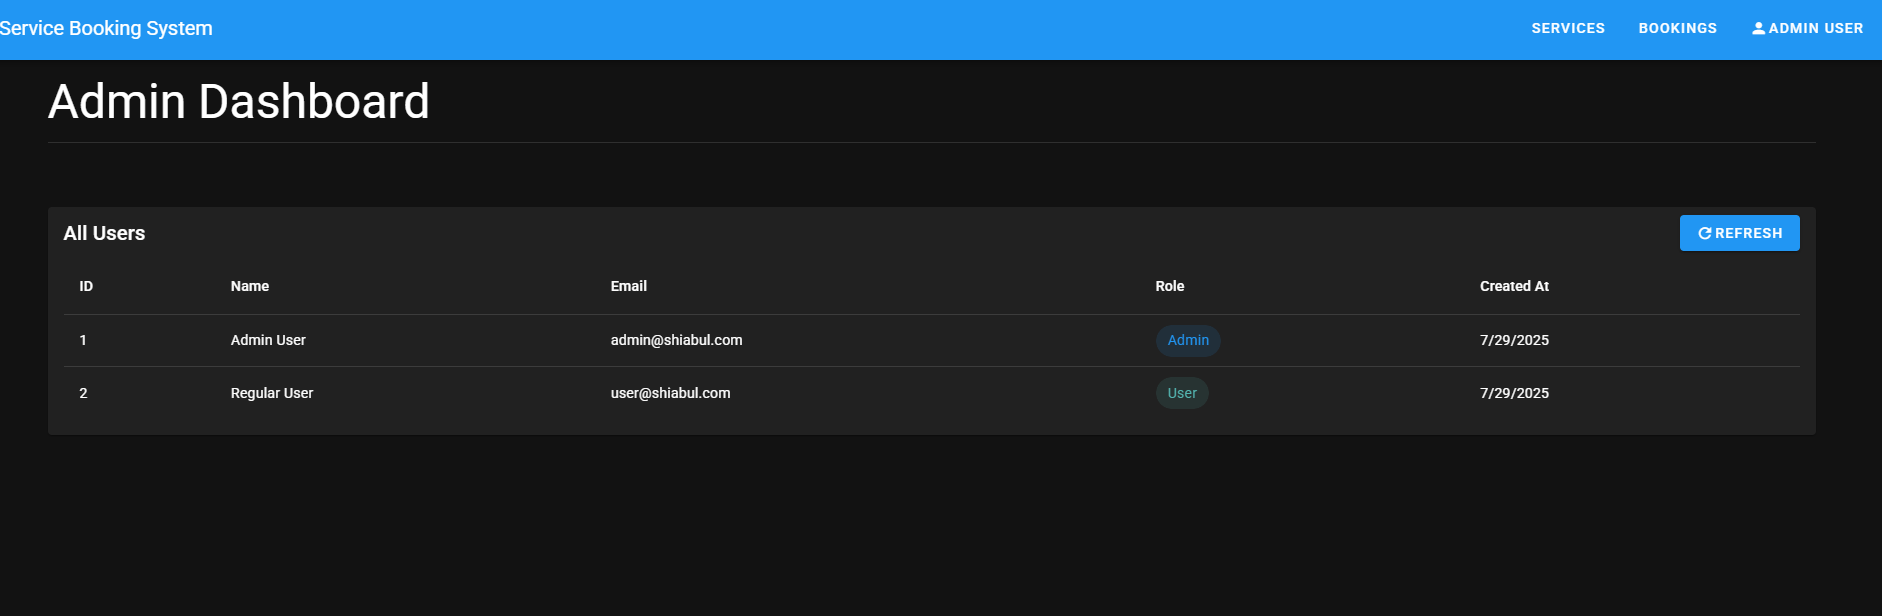 Service Booking System SERVICES BOOKINGS ADMIN USER
Admin Dashboard
All Users REFRESH
ID Name Email Role Created At
1 Admin User admin@shiabul.com Admin 7/29/2025
2 Regular User user@shiabul.com User 7/29/2025